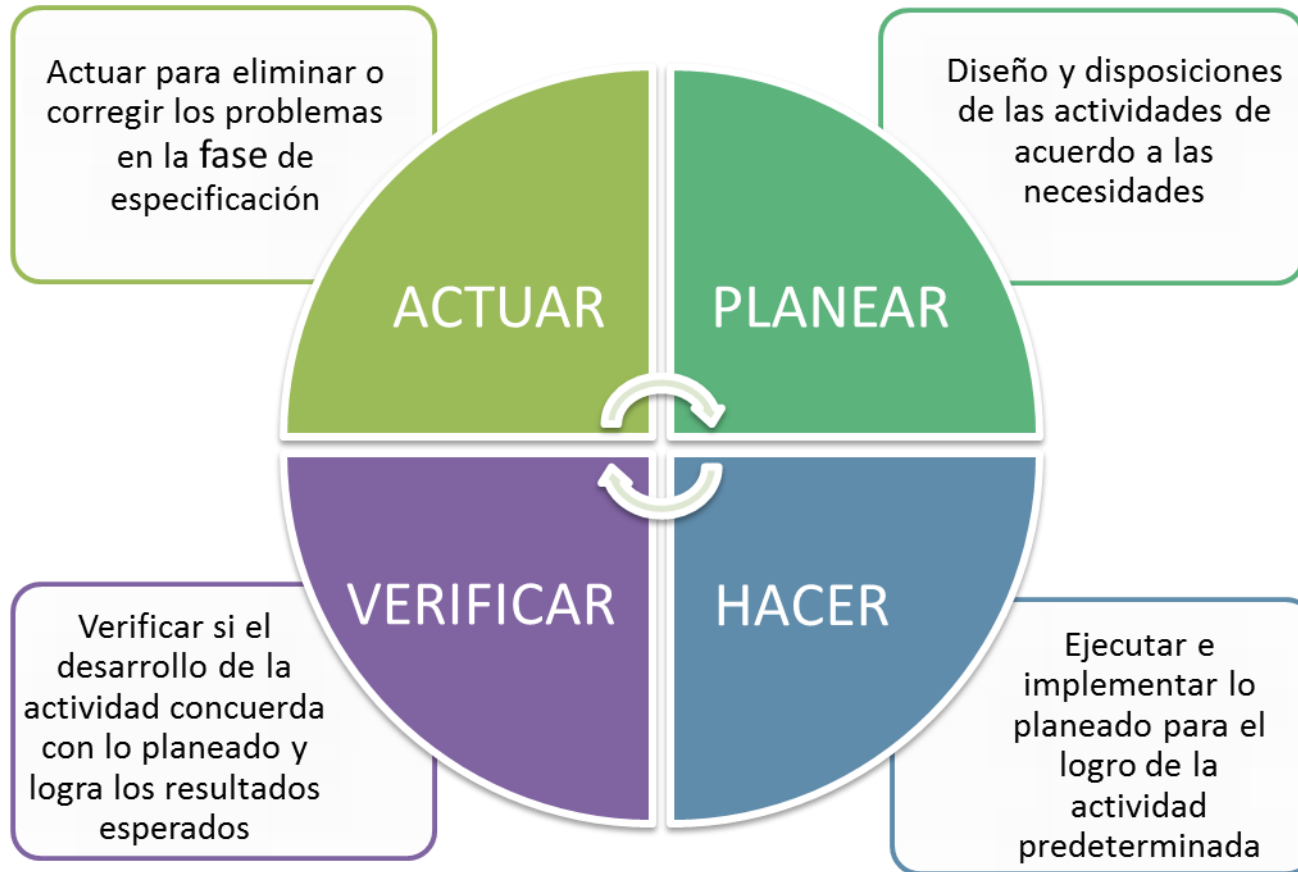 Actuar para eliminar o
corregir los problemas
en la fase de
especificación
Diseño y disposiciones
de las actividades de
acuerdo a las
necesidades
ACTUAR
PLANEAR
VERIFICAR
HACER
Verificar si el
desarrollo de la
actividad concuerda
con lo planeado y
logra los resultados
esperados
Ejecutar e
implementar lo
planeado para el
logro de la
actividad
predeterminada